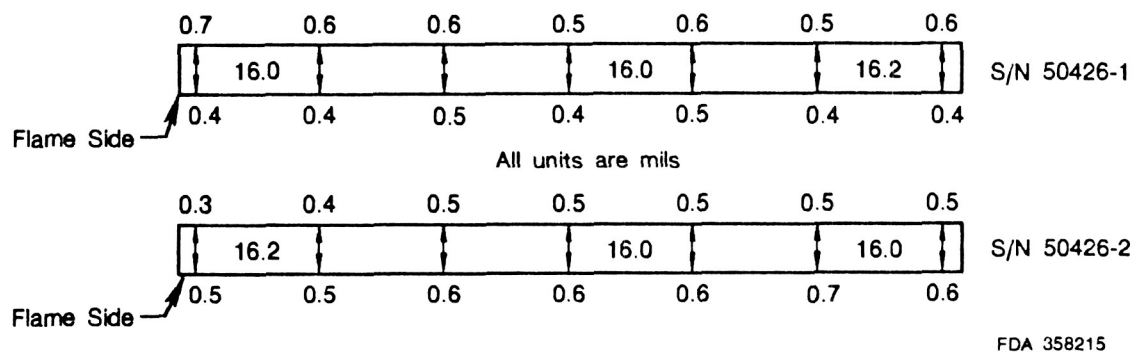 0.7 0.6 0.6 0.5 0.6 0.5 0.6
16.0 16.0 16.2 S/N 50426-1
0.4 0.4 0.5 0.4 0.5 0.4 0.4
Flame Side
All units are mils
0.3 0.4 0.5 0.5 0.5 0.5 0.5
16.2 16.0 16.0 S/N 50426-2
0.5 0.5 0.6 0.6 0.6 0.7 0.6
Flame Side
FDA 358215